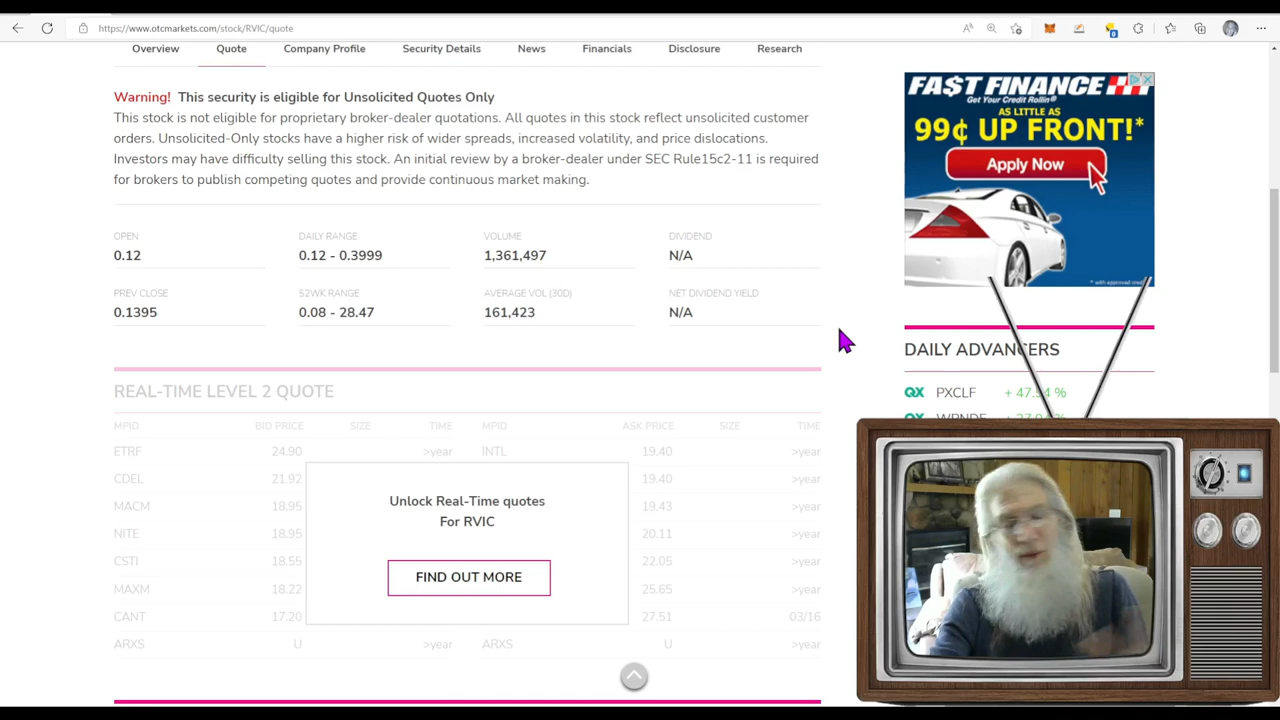 https://www.otcmarkets.com/stock/RVIC/quote
Overview Quote Company Profile Security Details News Financials Disclosure Research
Warning! This security is eligible for Unsolicited Quotes Only
This stock is not eligible for proprietary broker-dealer quotations. All quotes in this stock reflect unsolicited customer
orders. Unsolicited-Only stocks have a higher risk of wider spreads, increased volatility, and price dislocations.
Investors may have difficulty selling this stock. An initial review by a broker-dealer under SEC Rule15c2-11 is required
for brokers to publish competing quotes and provide continuous market making.
OPEN DAILY RANGE VOLUME DIVIDEND
0.12 0.12 - 0.3999 1,361,497 N/A
PREV CLOSE 52WK RANGE AVERAGE VOL (30D) NET DIVIDEND YIELD
0.1395 0.08 - 28.47 161,423 N/A
REAL-TIME LEVEL 2 QUOTE
MPID BID PRICE SIZE TIME MPID ASK PRICE SIZE TIME
ETRF 24.90 >year INTL 19.40 >year
CDEL 21.92 19.40 >year
MACM 18.95 19.43 >year
NITE 18.95 20.11 >year
CSTI 18.55 22.05 >year
MAXM 18.22 25.65 >year
CANT 17.20 27.51 03/16
ARXS U >year ARXS U >year
Unlock Real-Time quotes
For RVIC
FIND OUT MORE
FA$T FINANCE
Get Your Credit Rollin'
AS LITTLE AS
99¢ UP FRONT!*
Apply Now
* with approved credit
DAILY ADVANCERS
QX PXCLF + 47.54 %
QX WPNDF